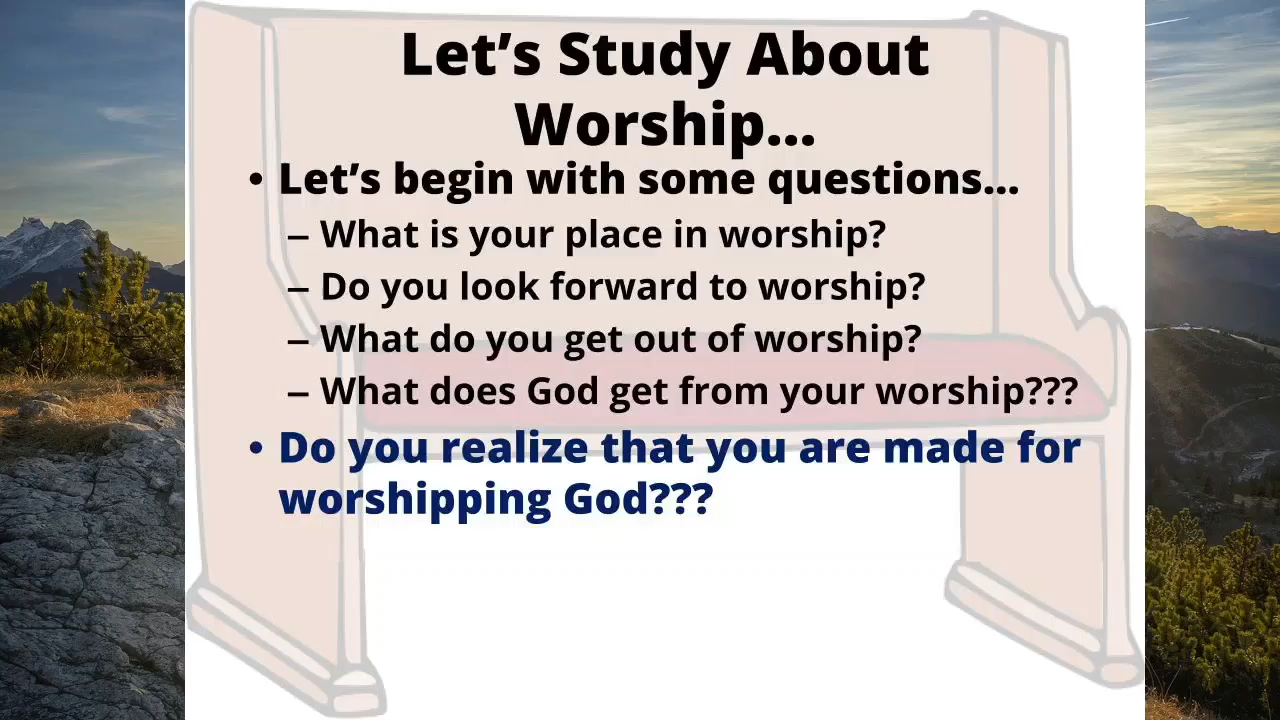 Let’s Study About
Worship...
• Let’s begin with some questions...
– What is your place in worship?
– Do you look forward to worship?
– What do you get out of worship?
– What does God get from your worship???
• Do you realize that you are made for
worshipping God???